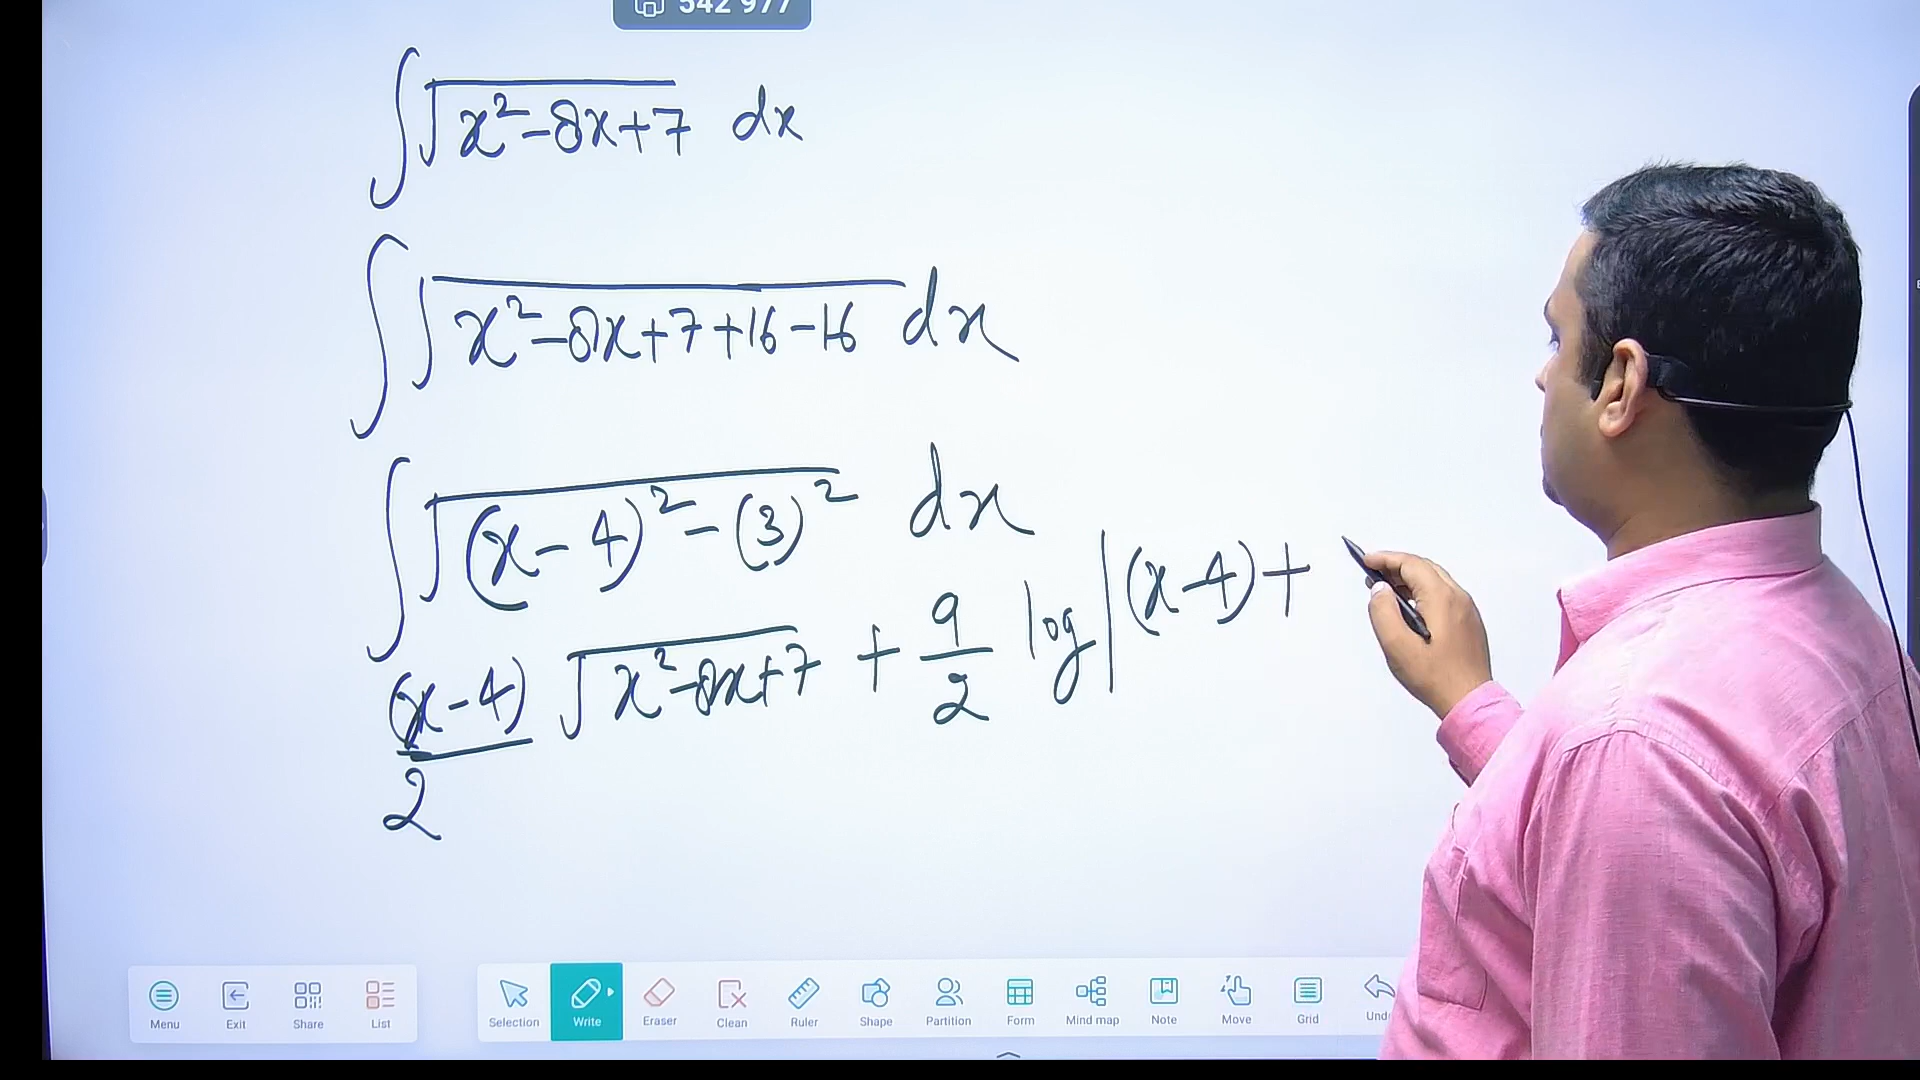 542 977
∫√(x²-8x+7) dx
∫√(x²-8x+7+16-16) dx
∫√((x-4)²-(3)²) dx
(x-4)/2 √(x²-8x+7) + 9/2 log|(x-4)+
Menu Exit Share List Selection Write Eraser Clean Ruler Shape Partition Form Mind map Note Move Grid